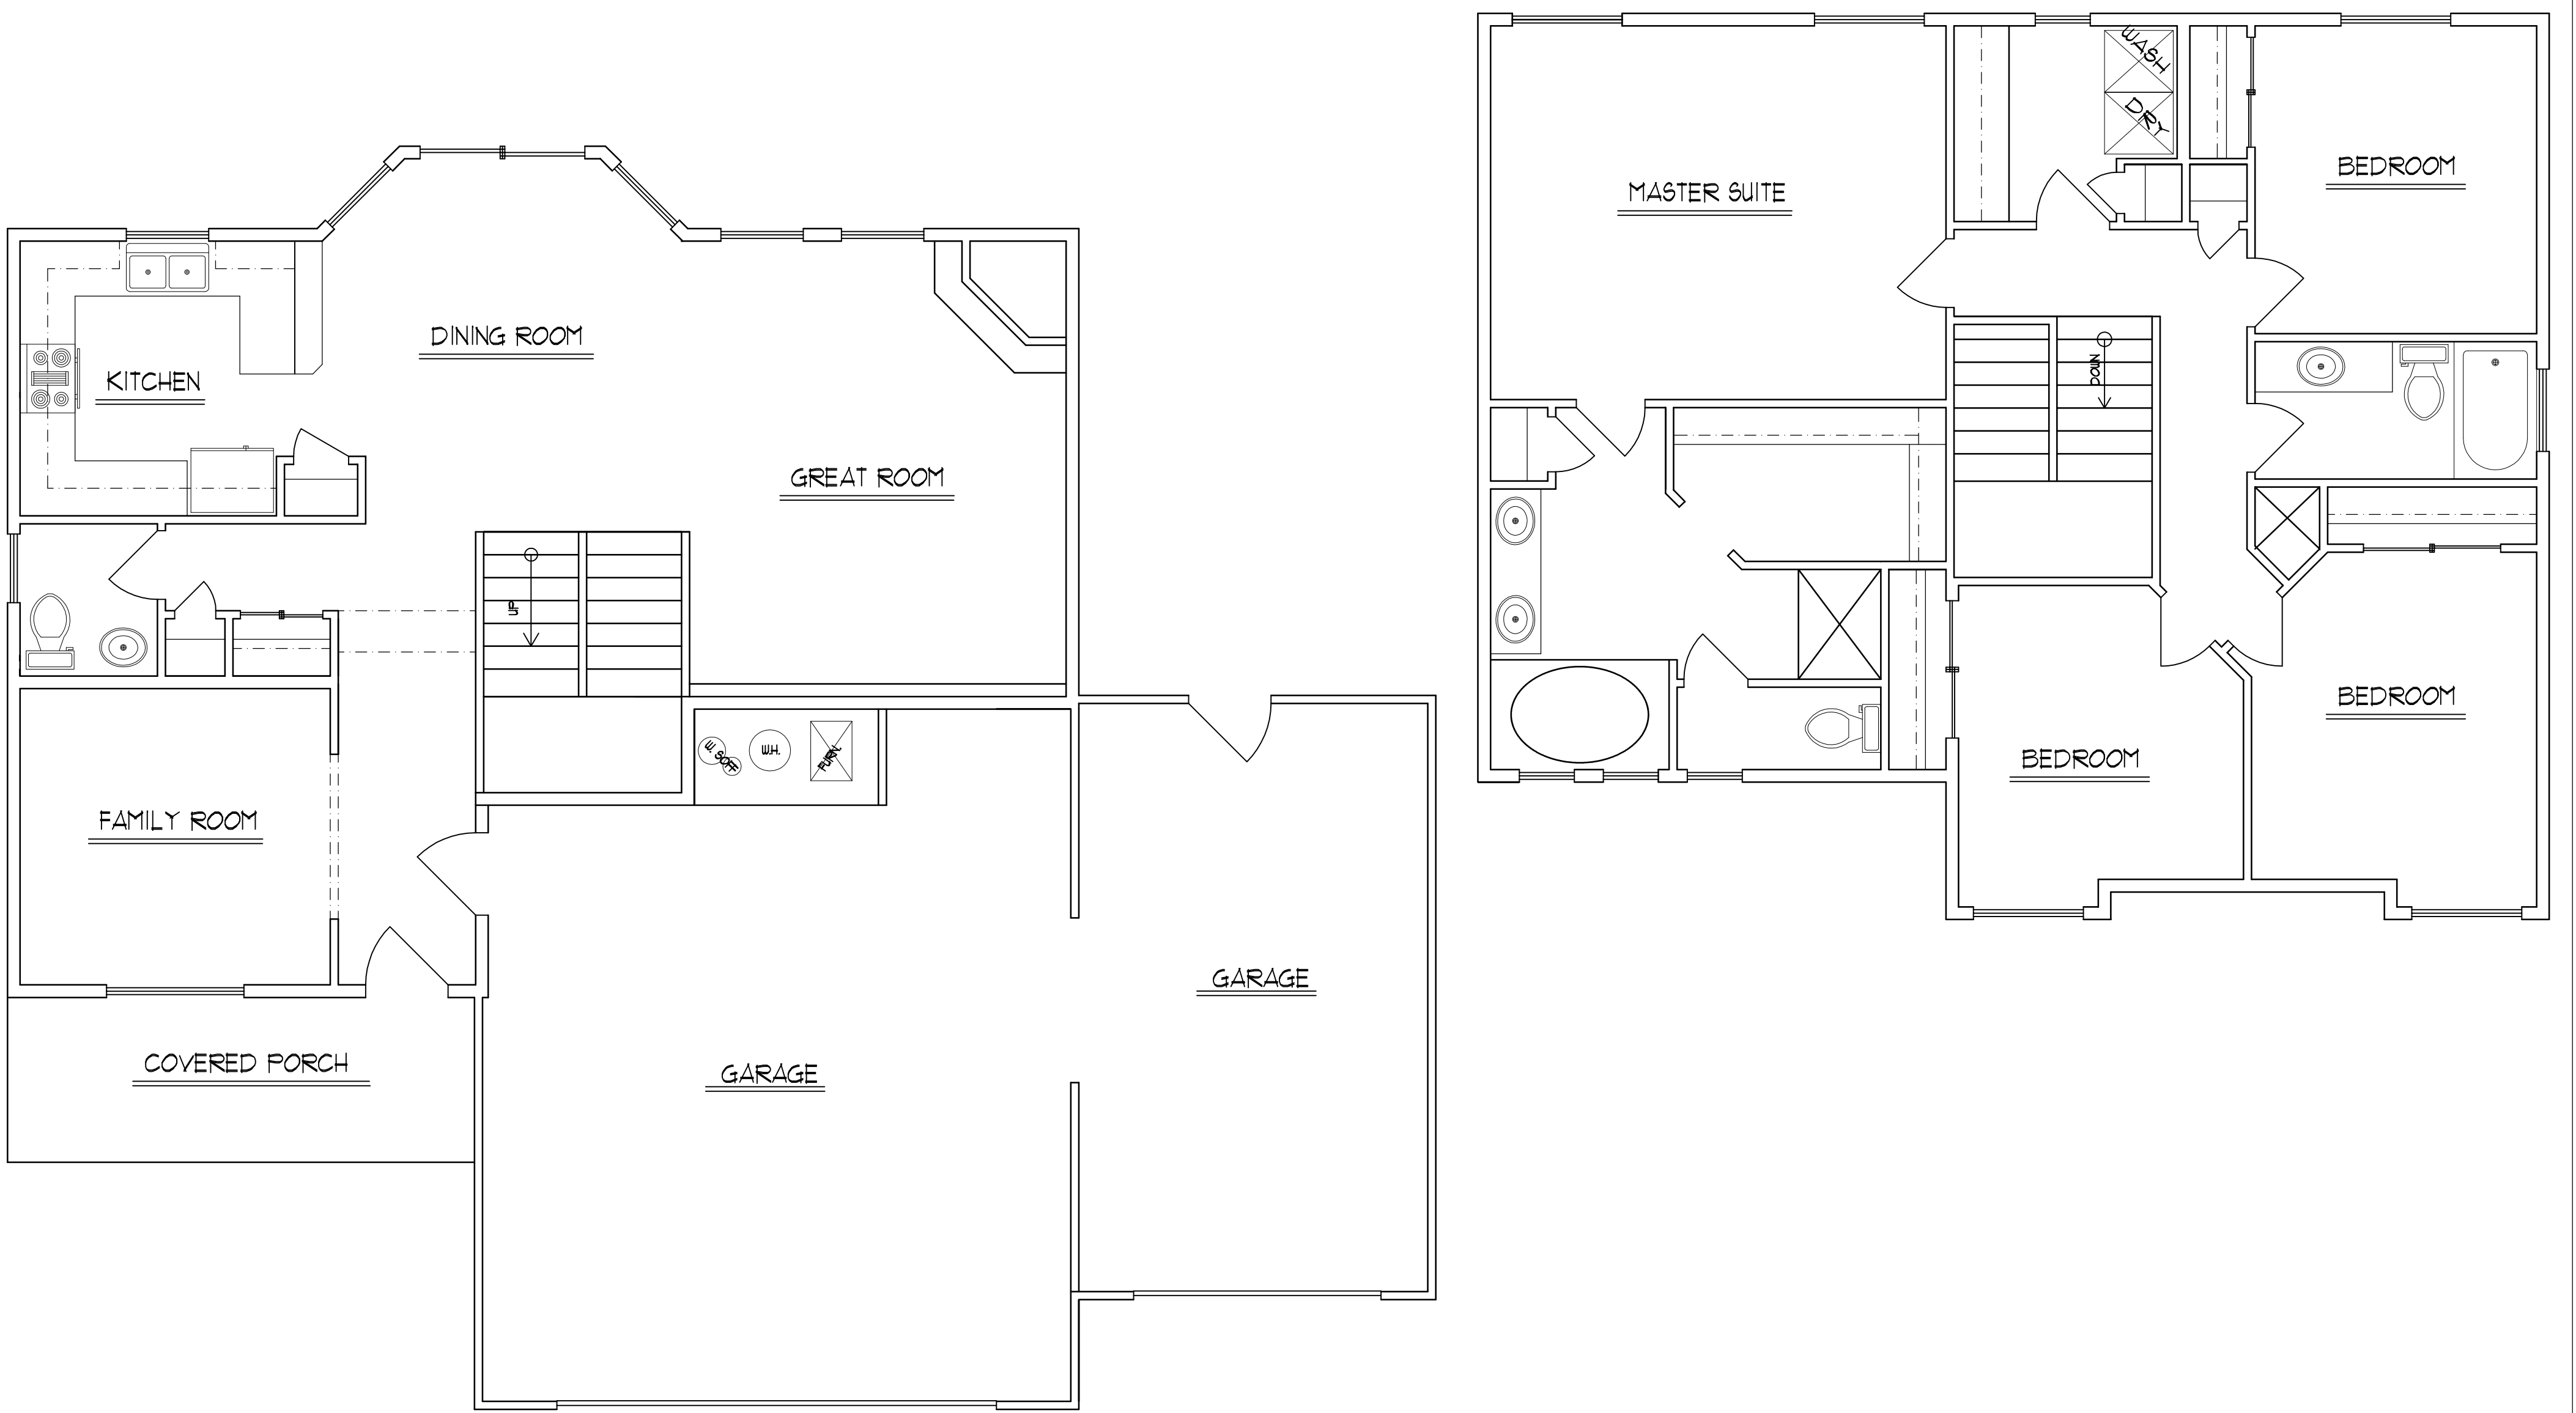 DINING ROOM
KITCHEN
GREAT ROOM
UP
W. SOFT
W.H.
FURN
FAMILY ROOM
GARAGE
COVERED PORCH
GARAGE
WASH
DRY
BEDROOM
MASTER SUITE
DOWN
BEDROOM
BEDROOM